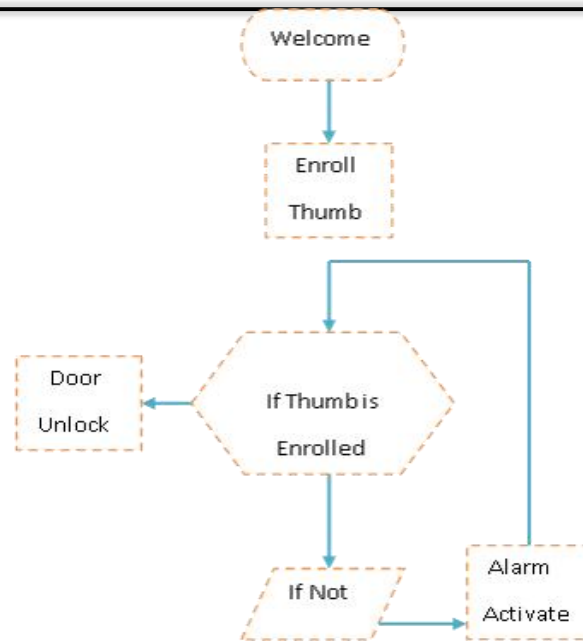 Welcome
Enroll
Thumb
Door
Unlock
If Thumb is
Enrolled
If Not
Alarm
Activate